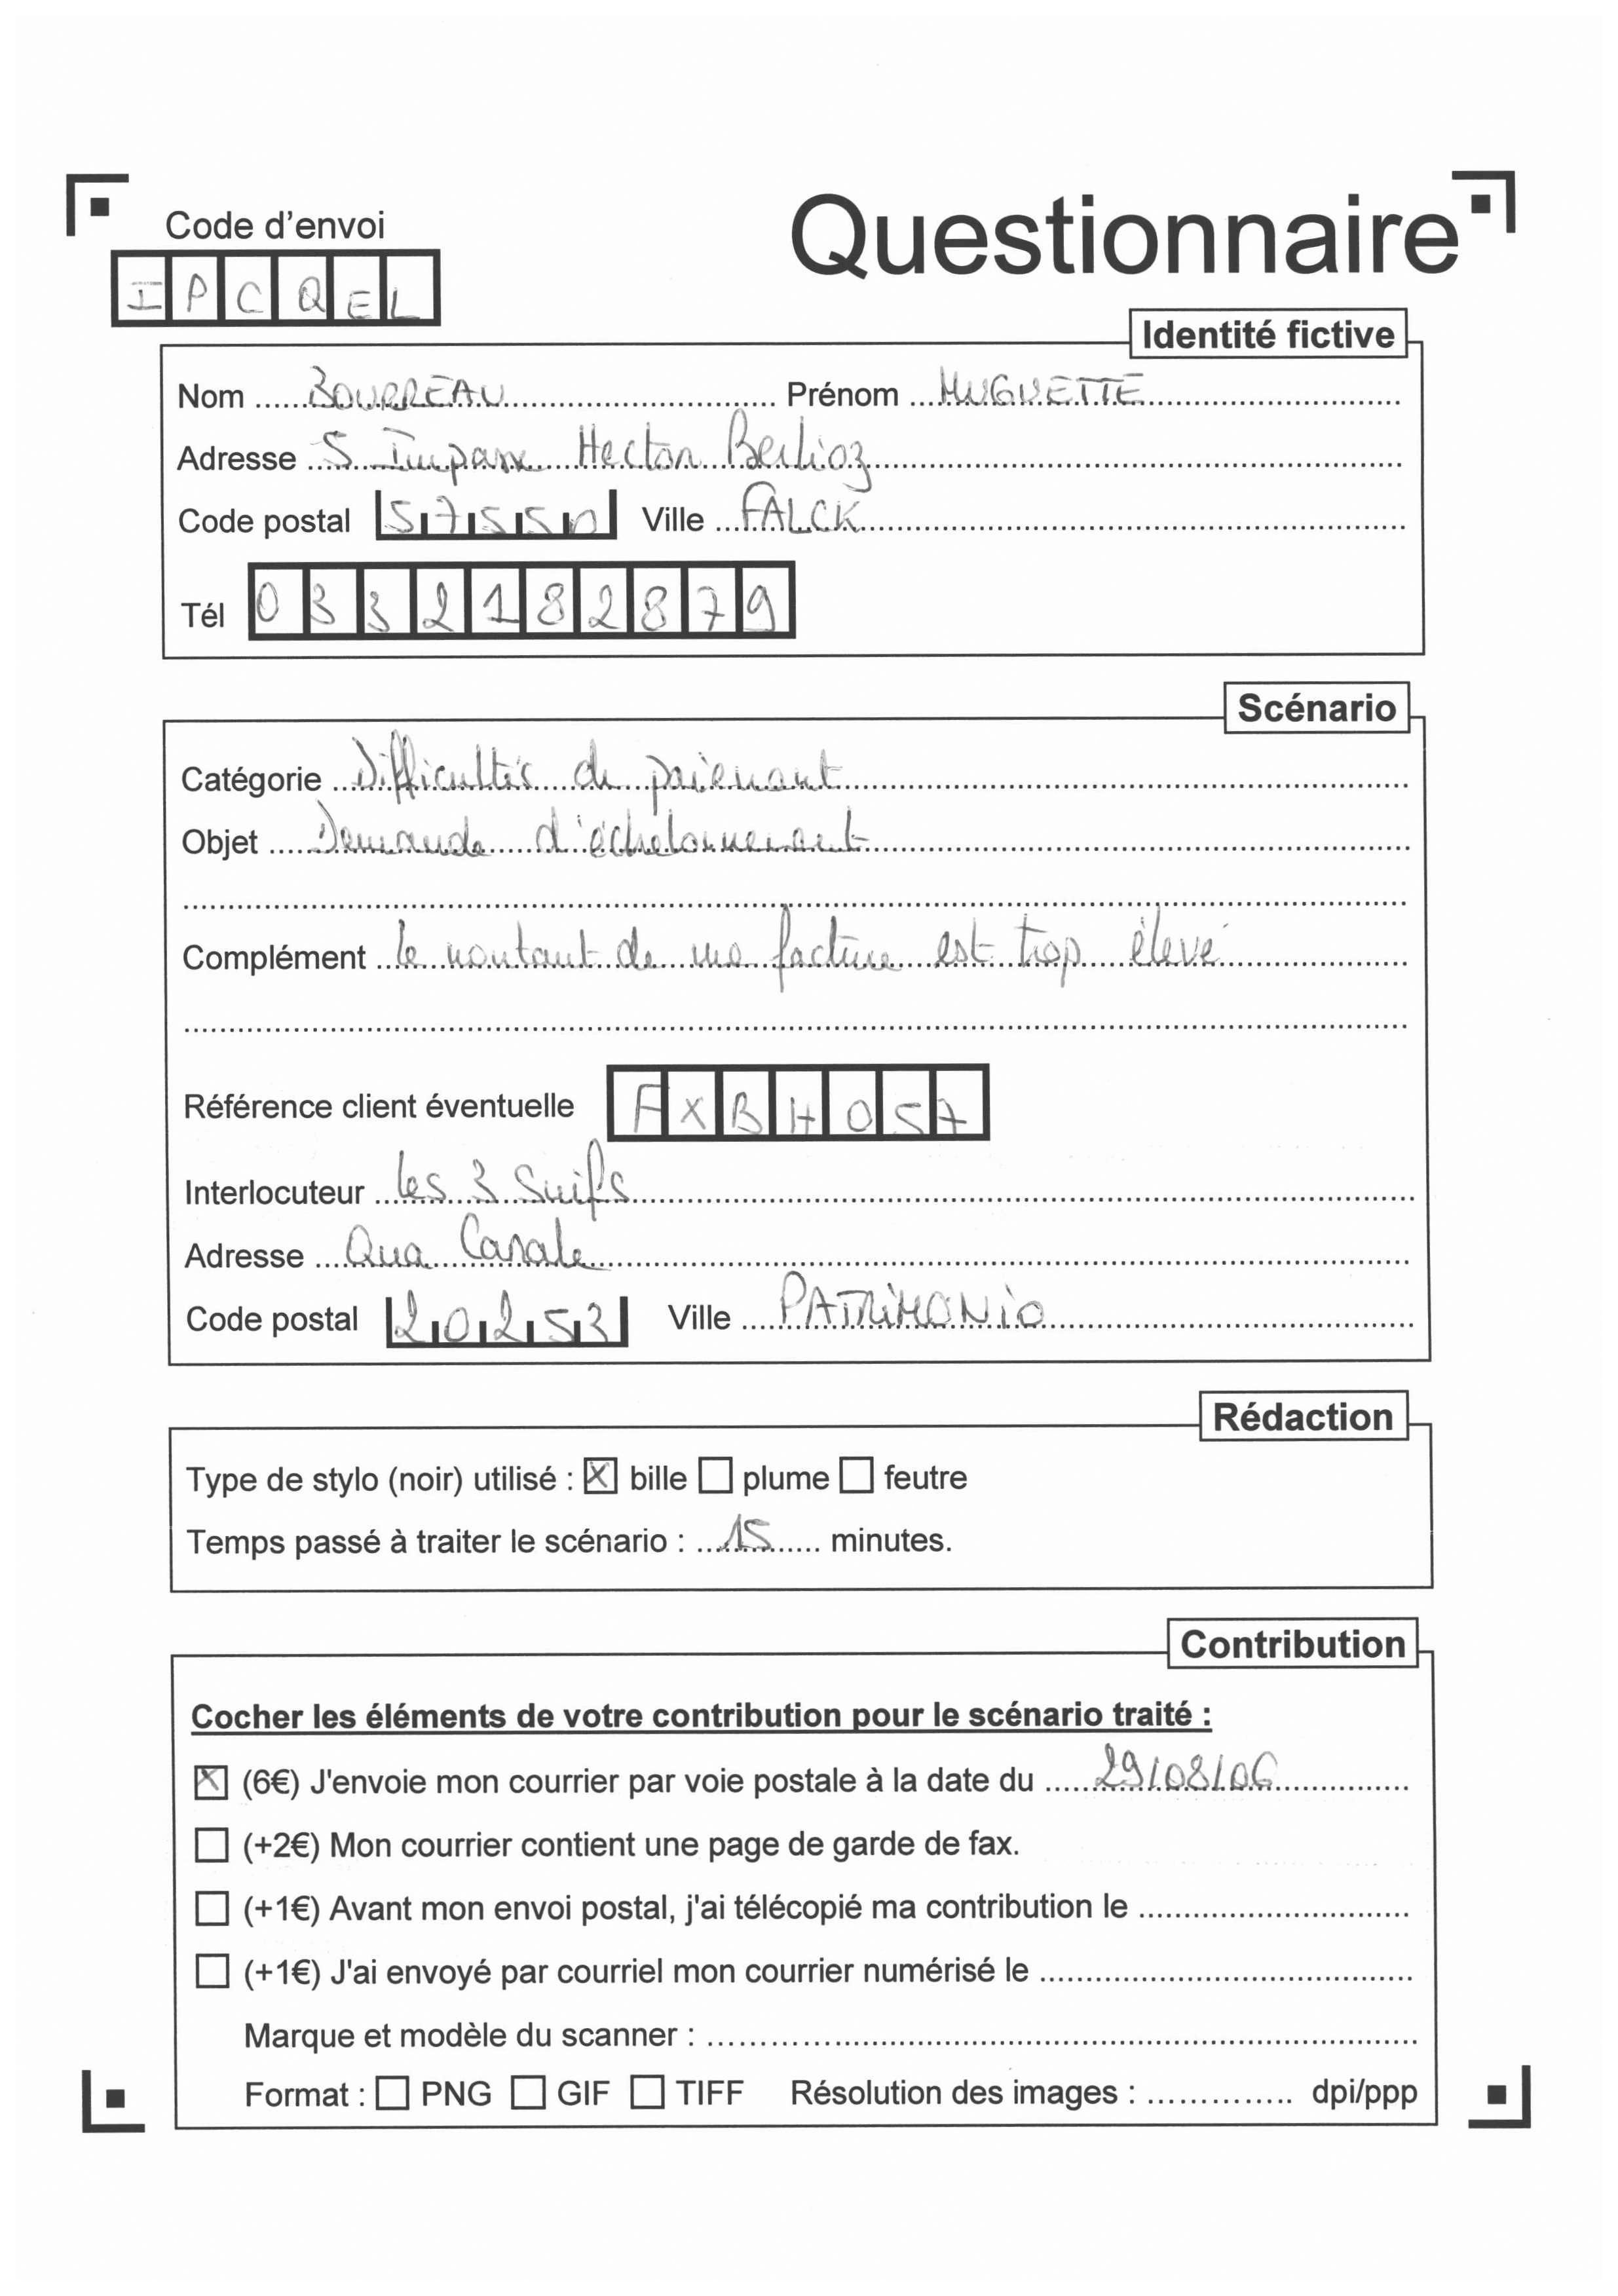 Code d'envoi
Questionnaire
IPCQEL
Identité fictive
Nom BOURREAU Prénom MUGUETTE
Adresse 5 Impasse Hector Berlioz
Code postal 57550 Ville FALCK
Tél 0332182879
Scénario
Catégorie Difficultés de paiement
Objet Demande d'échelonnement
Complément le montant de ma facture est trop élevé
Référence client éventuelle FXBH057
Interlocuteur les 3 Suifs
Adresse Qua Casale
Code postal 20253 Ville PATRIMONIO
Rédaction
Type de stylo (noir) utilisé : ☒ bille ☐ plume ☐ feutre
Temps passé à traiter le scénario : 15 minutes.
Contribution
Cocher les éléments de votre contribution pour le scénario traité :
☒ (6€) J'envoie mon courrier par voie postale à la date du 29/08/06
☐ (+2€) Mon courrier contient une page de garde de fax.
☐ (+1€) Avant mon envoi postal, j'ai télécopié ma contribution le
☐ (+1€) J'ai envoyé par courriel mon courrier numérisé le
Marque et modèle du scanner :
Format : ☐ PNG ☐ GIF ☐ TIFF Résolution des images : dpi/ppp